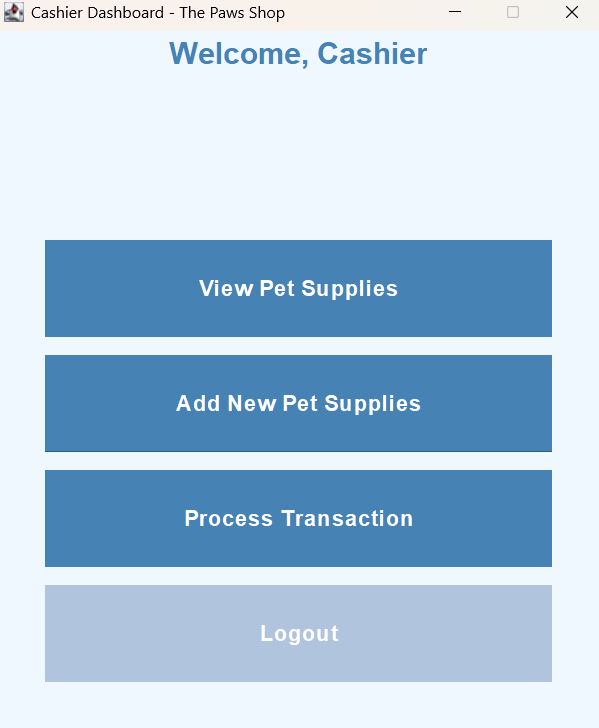 Cashier Dashboard - The Paws Shop
Welcome, Cashier
View Pet Supplies
Add New Pet Supplies
Process Transaction
Logout